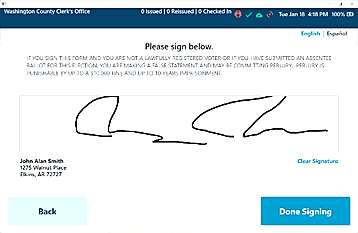 Washington County Clerk's Office 0 Issued | 0 Reissued | 0 Checked In Tue Jan 18 4:18 PM 100%
English | Español
Please sign below.
IF YOU SIGN THIS FORM AND YOU ARE NOT A LAWFULLY REGISTERED VOTER OR IF YOU HAVE SUBMITTED AN ABSENTEE
BALLOT FOR THIS ELECTION, YOU ARE MAKING A FALSE STATEMENT AND MAY BE COMMITTING PERJURY. PERJURY IS
PUNISHABLE BY UP TO A $10,000 FINE AND UP TO 10 YEARS IMPRISONMENT.
John Alan Smith Clear Signature
1275 Walnut Place
Elkins, AR 72727
Back Done Signing